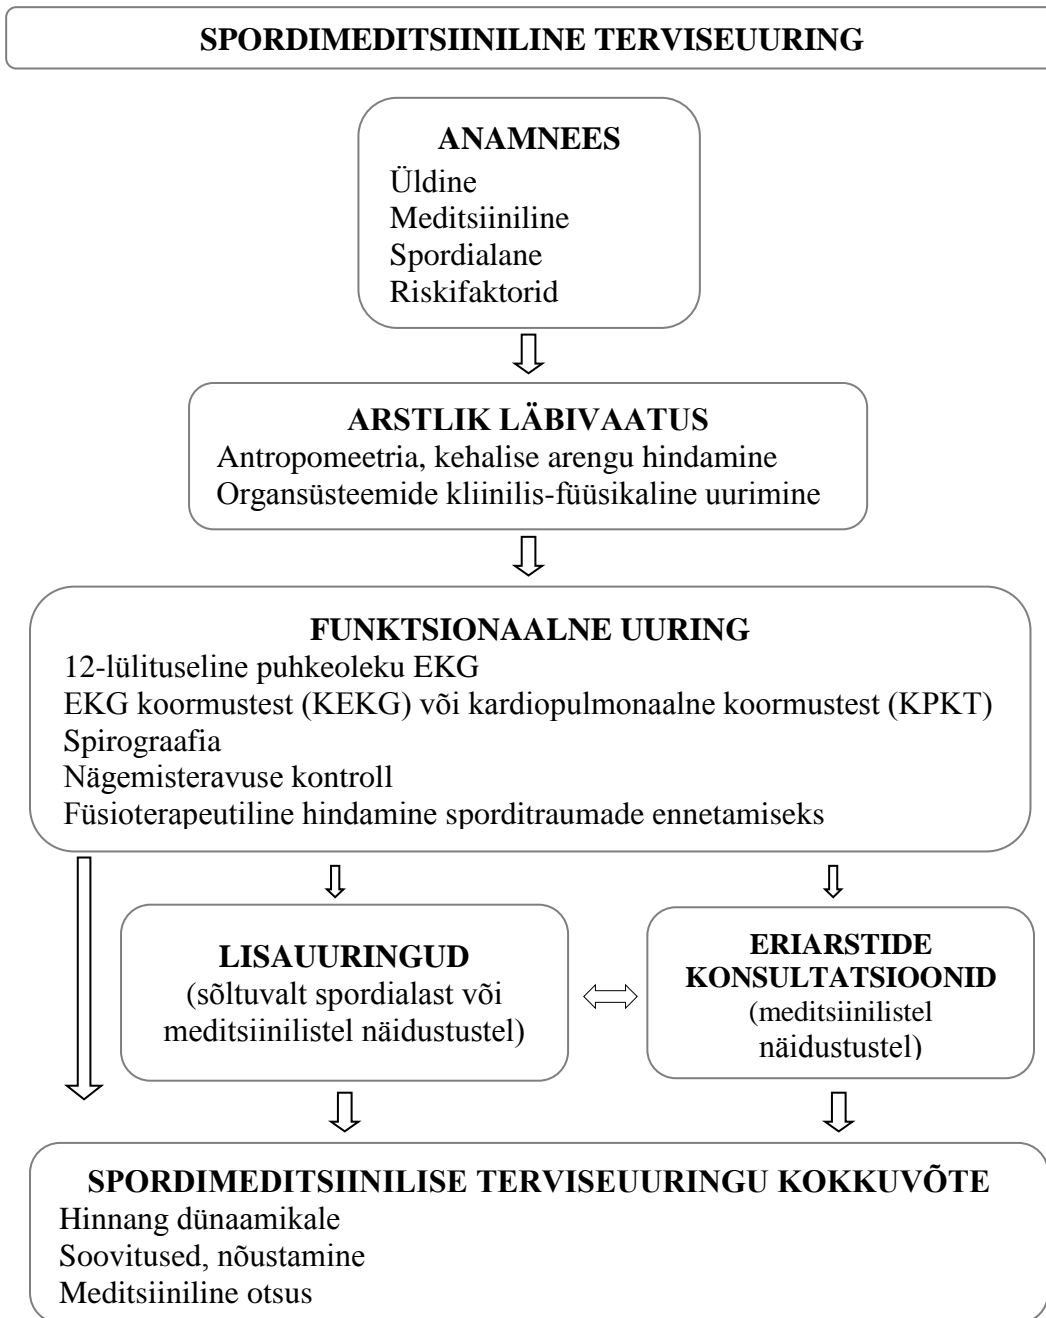 SPORDIMEDITSIINILINE TERVISEUURING
ANAMNEES
Üldine
Meditsiiniline
Spordialane
Riskifaktorid
ARSTLIK LÄBIVAATUS
Antropomeetria, kehalise arengu hindamine
Organsüsteemide kliinilis-füüsikaline uurimine
FUNKTSIONAALNE UURING
12-lülituseline puhkeoleku EKG
EKG koormustest (KEKG) või kardiopulmonaalne koormustest (KPKT)
Spirograafia
Nägemisteravuse kontroll
Füsioterapeutiline hindamine sporditraumade ennetamiseks
LISAUURINGUD
(sõltuvalt spordialast või
meditsiinilistel näidustustel)
ERIARSTIDE
KONSULTATSIOONID
(meditsiinilistel
näidustustel)
SPORDIMEDITSIINILISE TERVISEUURINGU KOKKUVÕTE
Hinnang dünaamikale
Soovitused, nõustamine
Meditsiiniline otsus